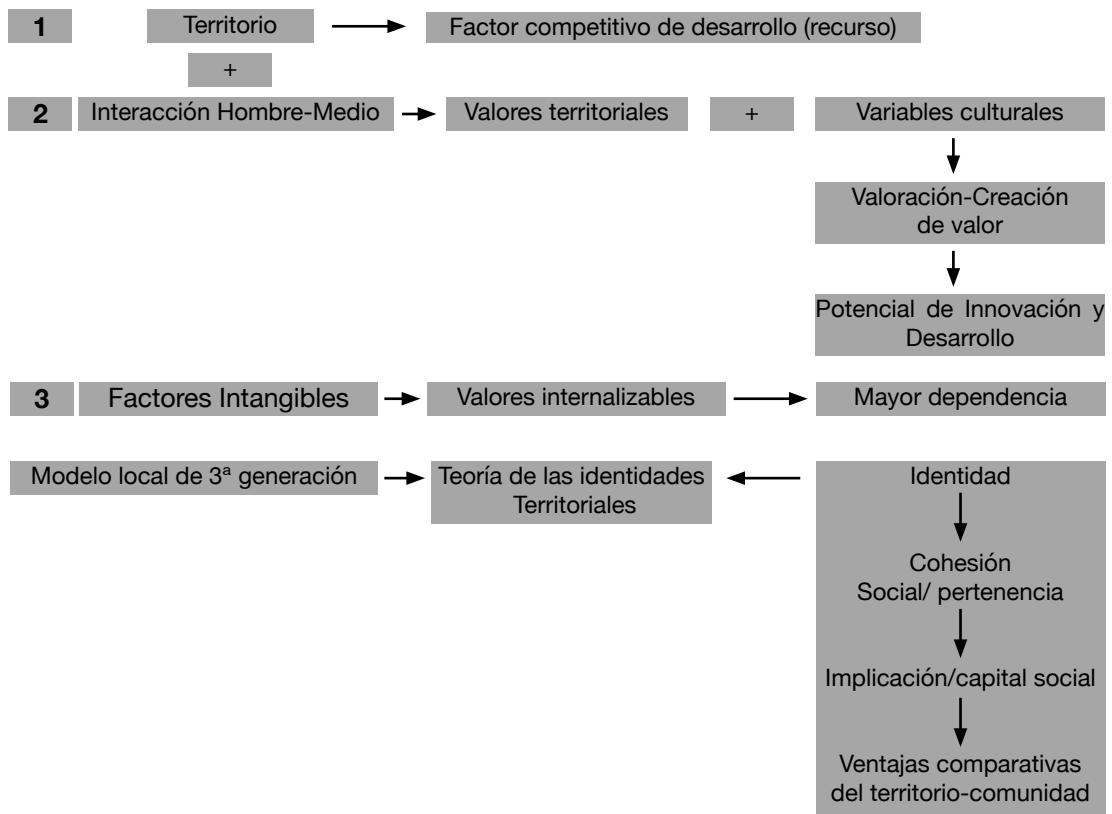 1 Territorio Factor competitivo de desarrollo (recurso)
+
2 Interacción Hombre-Medio Valores territoriales + Variables culturales
Valoración-Creación
de valor
Potencial de Innovación y
Desarrollo
3 Factores Intangibles Valores internalizables Mayor dependencia
Modelo local de 3ª generación Teoría de las identidades
Territoriales
Identidad
Cohesión
Social/ pertenencia
Implicación/capital social
Ventajas comparativas
del territorio-comunidad